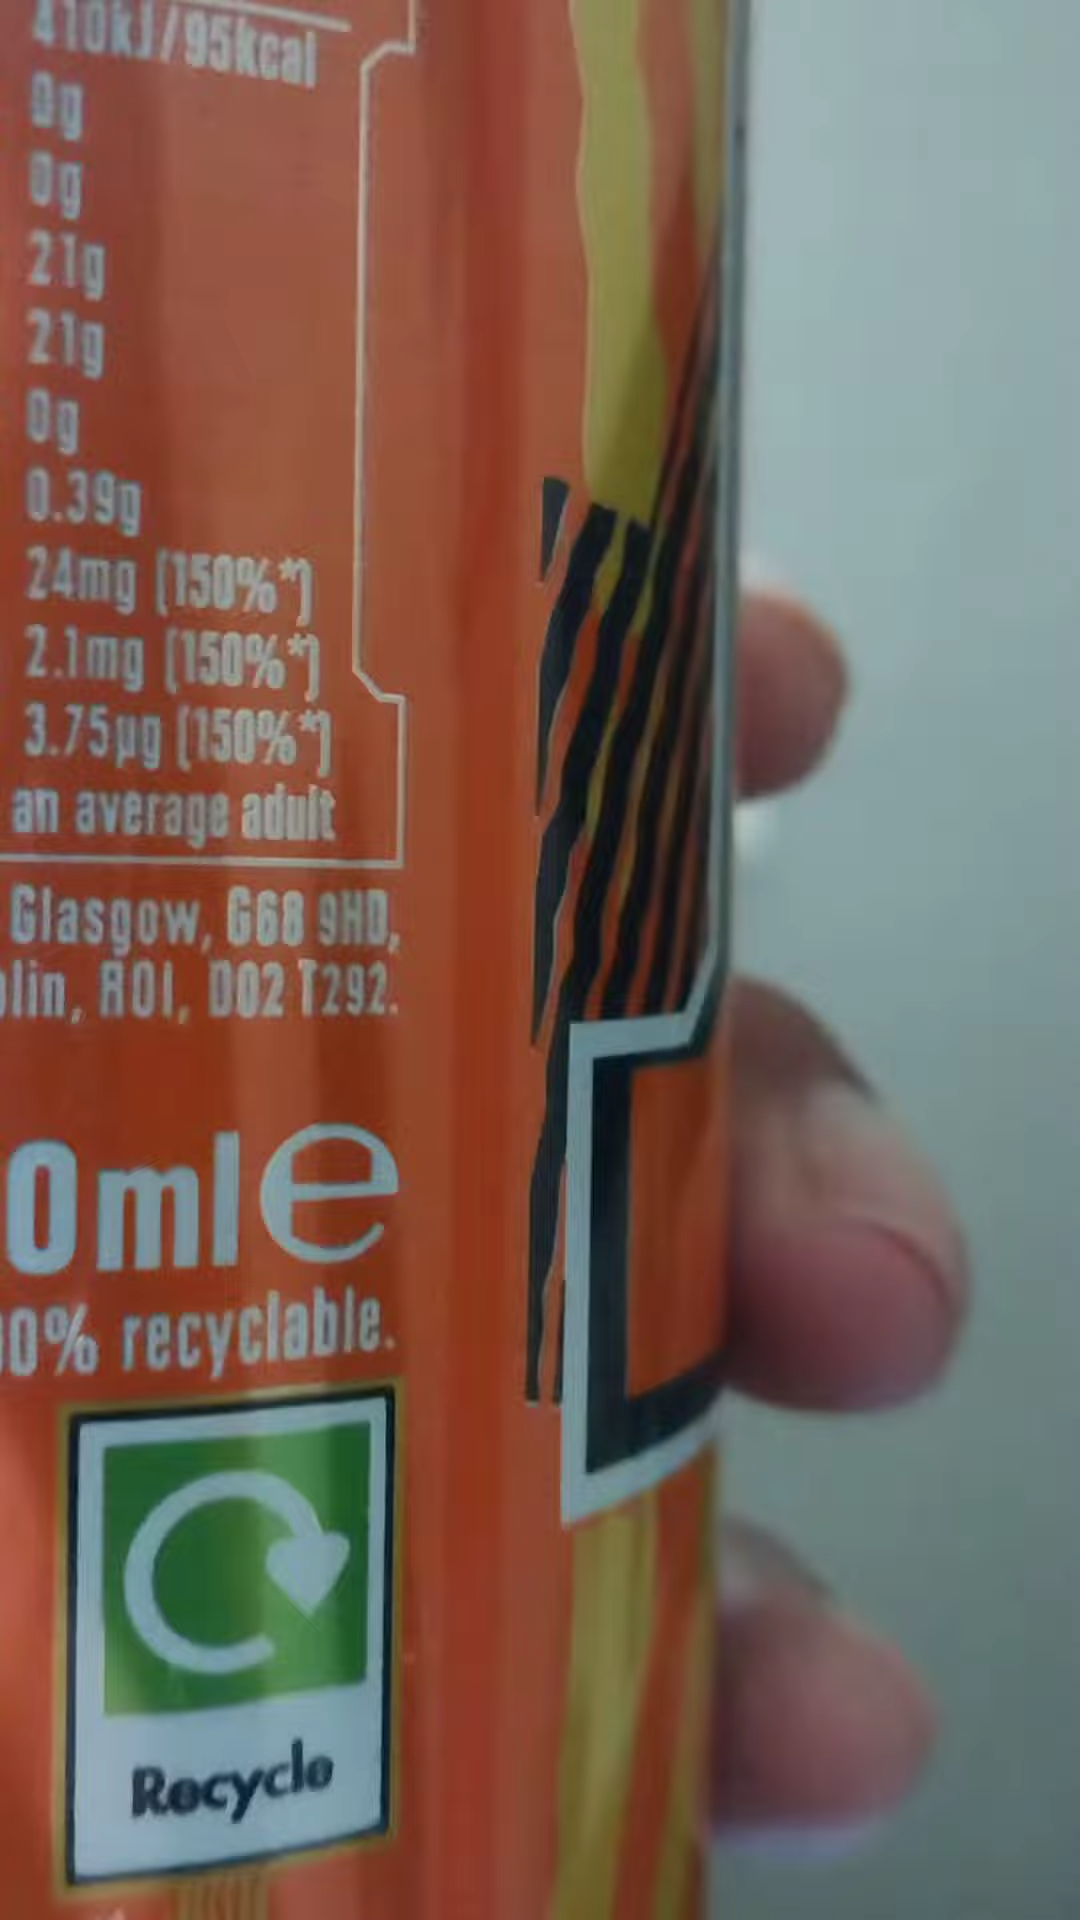 410kJ/95kcal
0g
0g
21g
21g
0g
0.39g
24mg (150%*)
2.1mg (150%*)
3.75µg (150%*)
an average adult
Glasgow, G68 9HD,
lin, ROI, D02 T292.
0ml e
0% recyclable.
Recycle